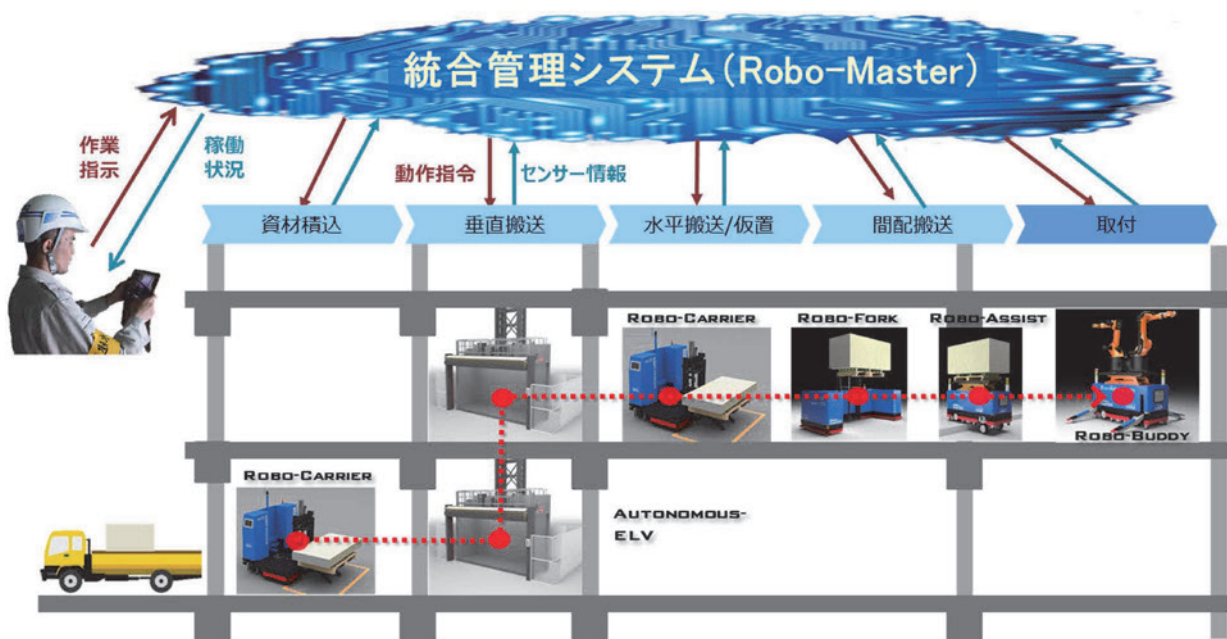 統合管理システム(Robo-Master)
作業
指示
稼働
状況
動作指令
センサー情報
資材積込
垂直搬送
水平搬送/仮置
間配搬送
取付
ROBO-CARRIER
ROBO-FORK
ROBO-ASSIST
ROBO-BUDDY
ROBO-CARRIER
AUTONOMOUS-
ELV